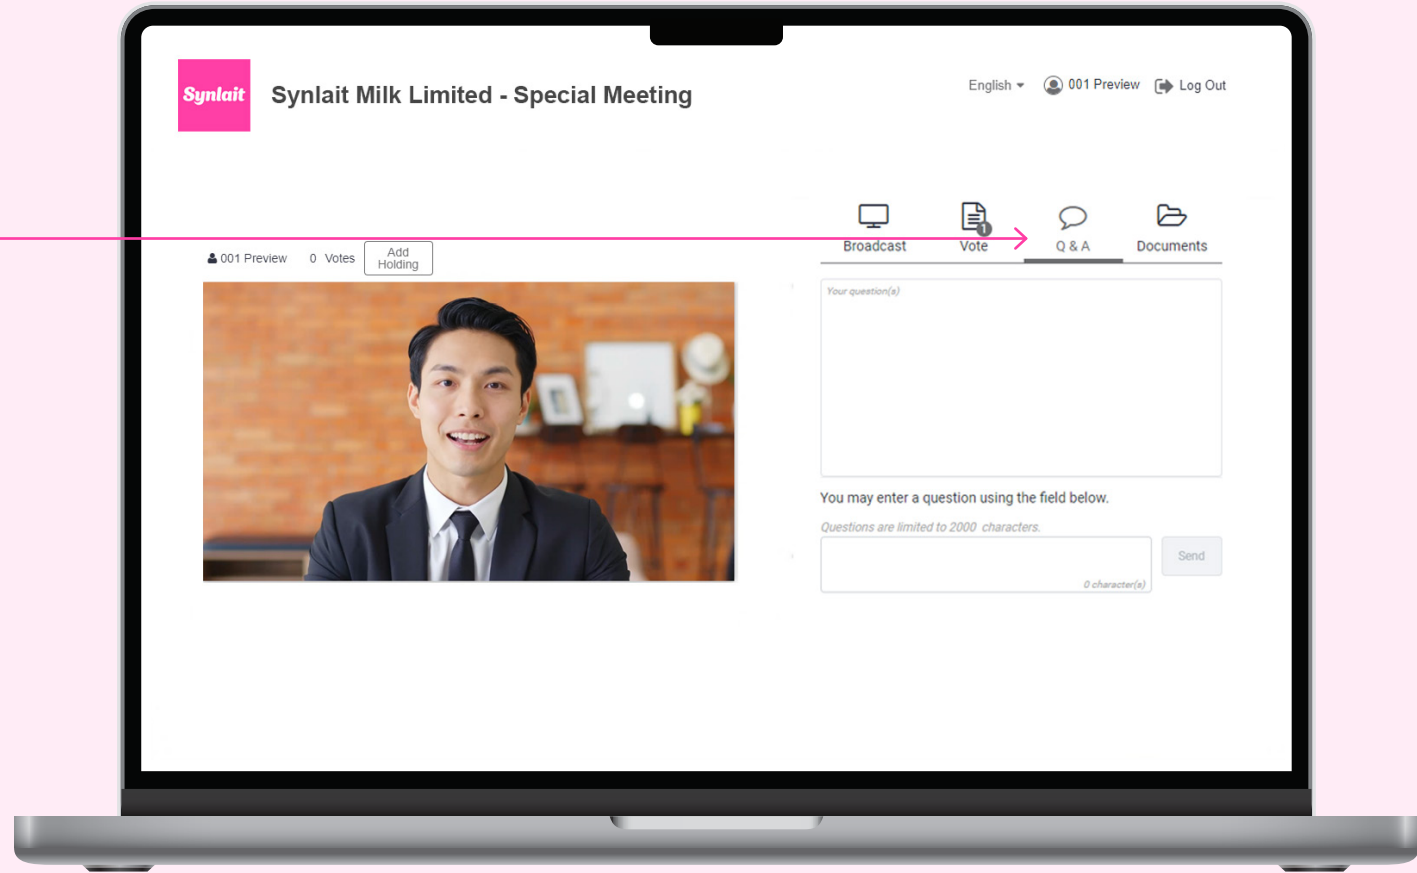 Synlait
Synlait Milk Limited - Special Meeting
English
001 Preview
Log Out
Broadcast
1
Vote
Q & A
Documents
001 Preview
0 Votes
Add
Holding
Your question(s)
You may enter a question using the field below.
Questions are limited to 2000 characters.
Send
0 character(s)